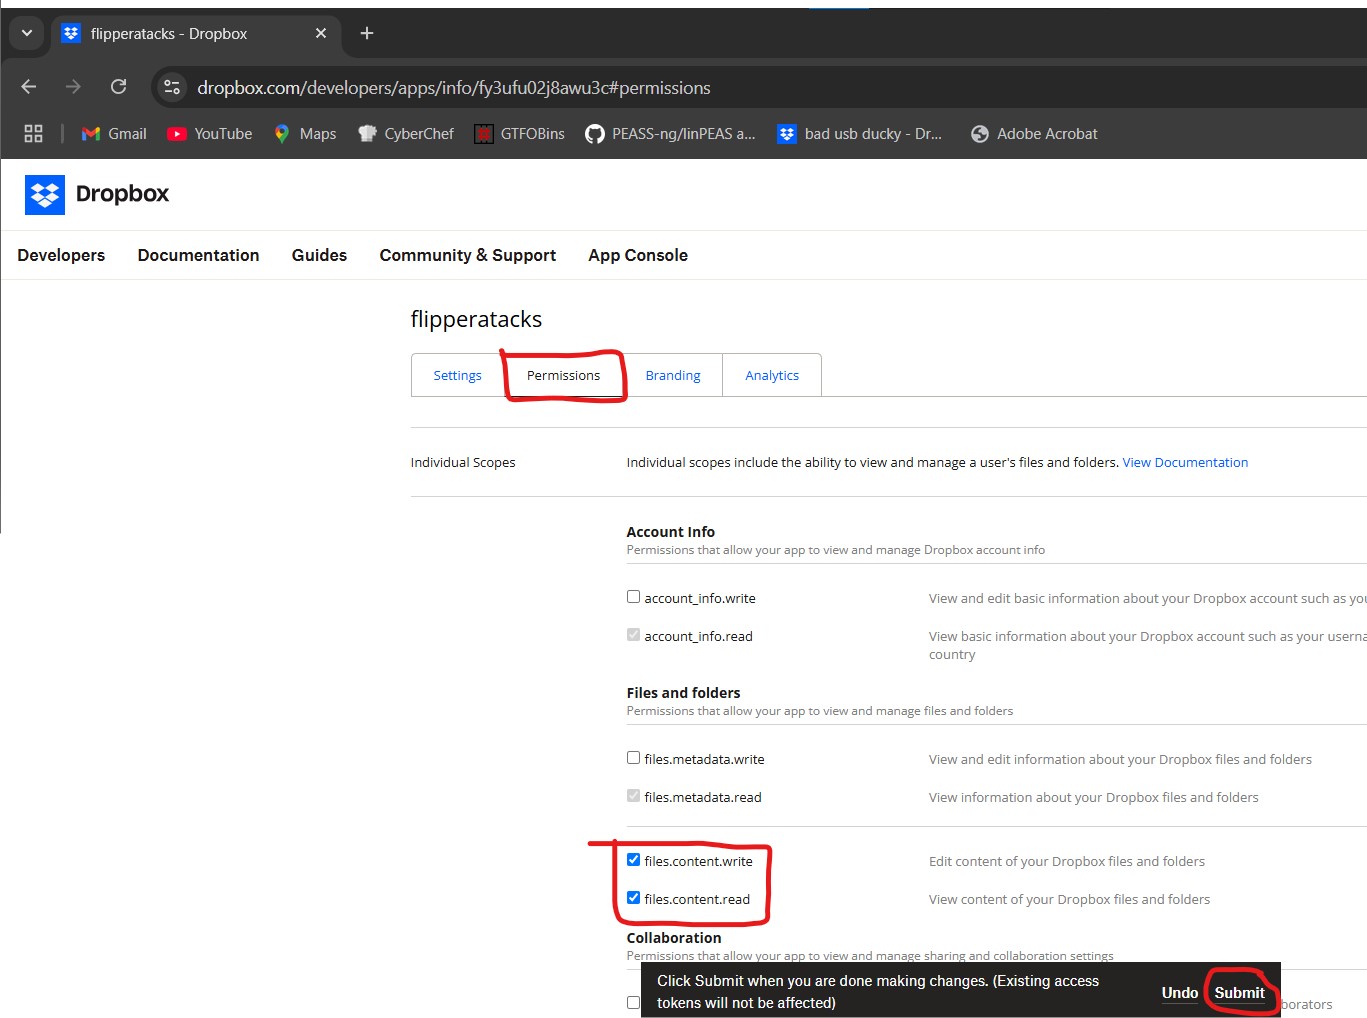 flipperatacks - Dropbox
dropbox.com/developers/apps/info/fy3ufu02j8awu3c#permissions
Gmail YouTube Maps CyberChef GTFOBins PEASS-ng/linPEAS a... bad usb ducky - Dr... Adobe Acrobat
Dropbox
Developers Documentation Guides Community & Support App Console
flipperatacks
Settings Permissions Branding Analytics
Individual Scopes Individual scopes include the ability to view and manage a user's files and folders. View Documentation
Account Info
Permissions that allow your app to view and manage Dropbox account info
account_info.write View and edit basic information about your Dropbox account such as you
account_info.read View basic information about your Dropbox account such as your userna
country
Files and folders
Permissions that allow your app to view and manage files and folders
files.metadata.write View and edit information about your Dropbox files and folders
files.metadata.read View information about your Dropbox files and folders
files.content.write Edit content of your Dropbox files and folders
files.content.read View content of your Dropbox files and folders
Collaboration
Permissions that allow your app to view and manage sharing and collaboration settings
Click Submit when you are done making changes. (Existing access
tokens will not be affected)
Undo Submit
borators